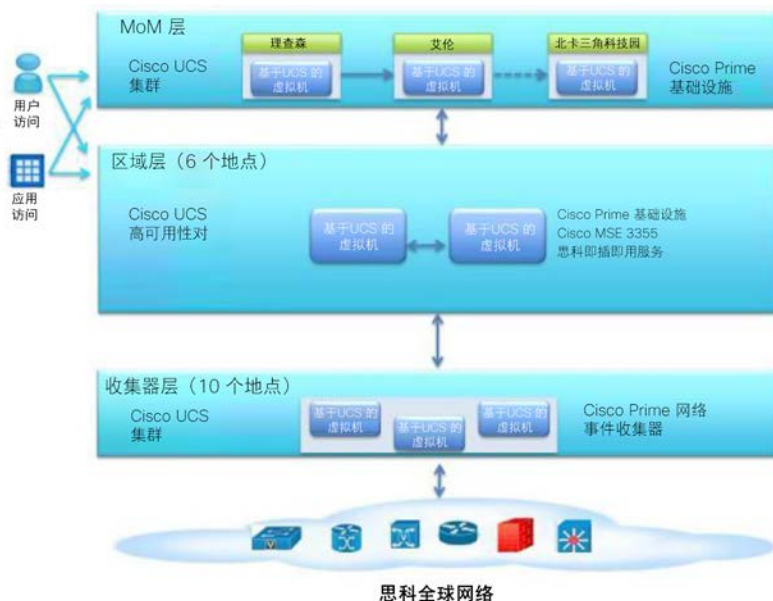 MoM 层
理查森
艾伦
北卡三角科技园
Cisco UCS
集群
基于UCS 的
虚拟机
基于UCS 的
虚拟机
基于UCS 的
虚拟机
Cisco Prime
基础设施
用户
访问
应用
访问
区域层（6 个地点）
Cisco UCS
高可用性对
基于UCS 的
虚拟机
基于UCS 的
虚拟机
Cisco Prime 基础设施
Cisco MSE 3355
思科即插即用服务
收集器层（10 个地点）
Cisco UCS
集群
基于UCS 的
虚拟机
基于UCS 的
虚拟机
基于UCS 的
虚拟机
Cisco Prime 网络
事件收集器
V
思科全球网络